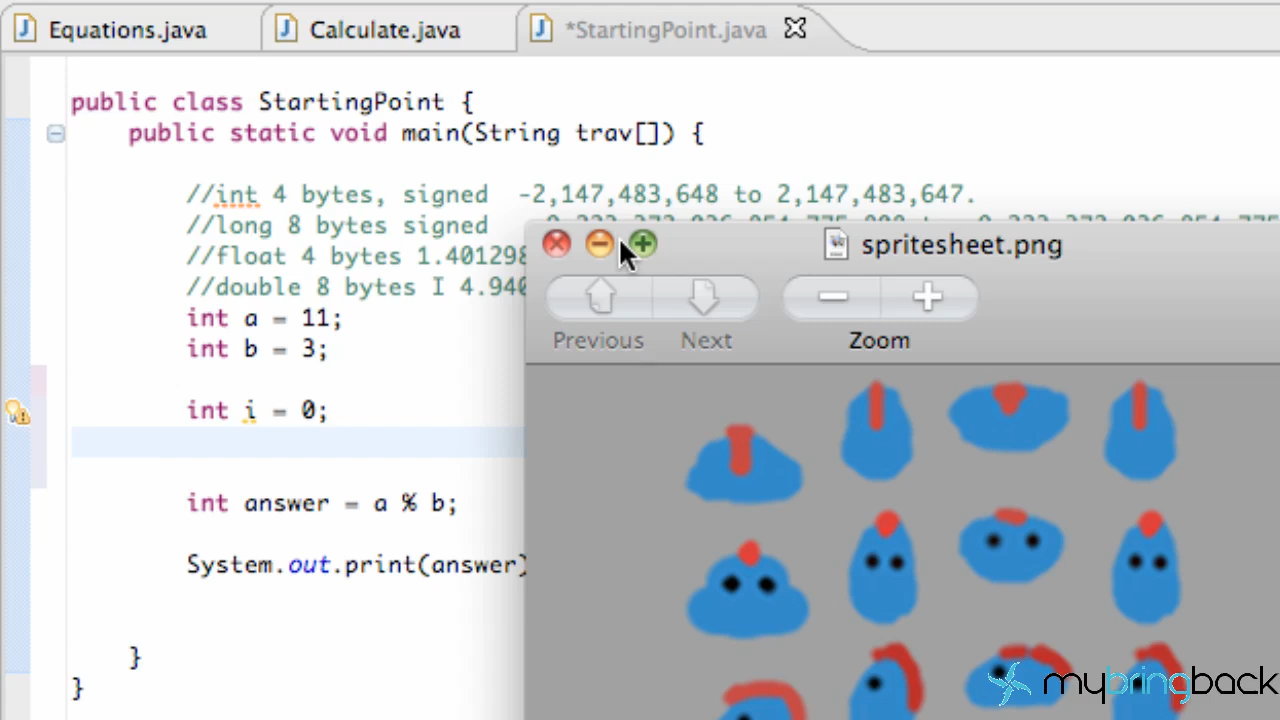 Equations.java
Calculate.java
*StartingPoint.java
public class StartingPoint {
public static void main(String trav[]) {
//int 4 bytes, signed -2,147,483,648 to 2,147,483,647.
//long 8 bytes signed
//float 4 bytes 1.401298
//double 8 bytes I 4.940
int a = 11;
int b = 3;
int i = 0;
int answer = a % b;
System.out.print(answer)
}
}
spritesheet.png
Previous
Next
Zoom
mybringback